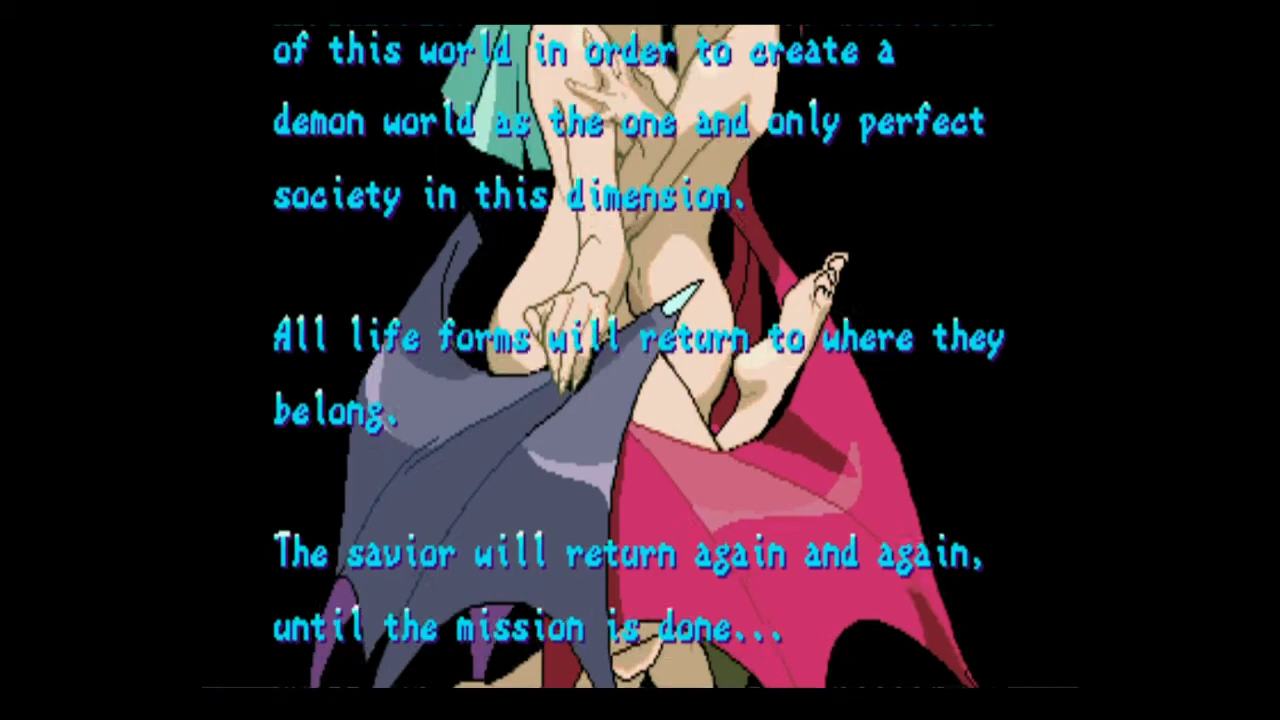 of this world in order to create a
demon world as the one and only perfect
society in this dimension.
All life forms will return to where they
belong.
The savior will return again and again,
until the mission is done...